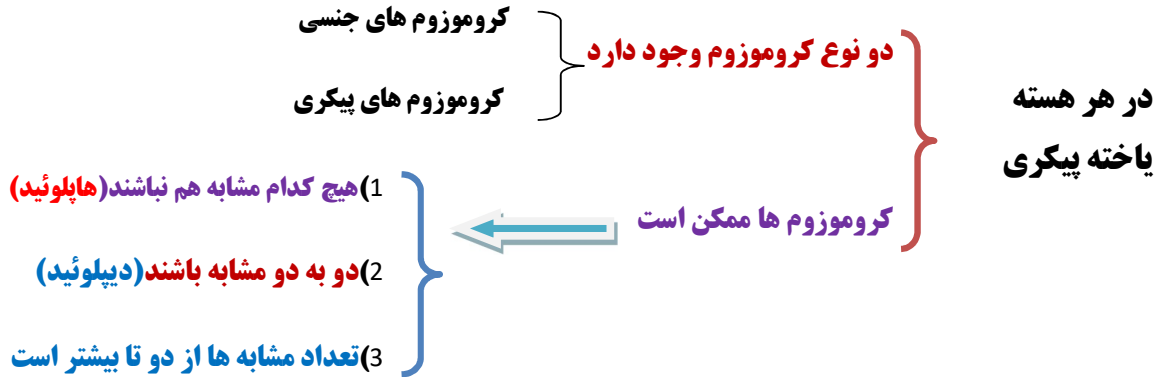 در هر هسته
یاخته پیکری
دو نوع کروموزوم وجود دارد
کروموزوم های جنسی
کروموزوم های پیکری
کروموزوم ها ممکن است
1)هیچ کدام مشابه هم نباشند(هاپلوئید)
2)دو به دو مشابه باشند(دیپلوئید)
3)تعداد مشابه ها از دو تا بیشتر است